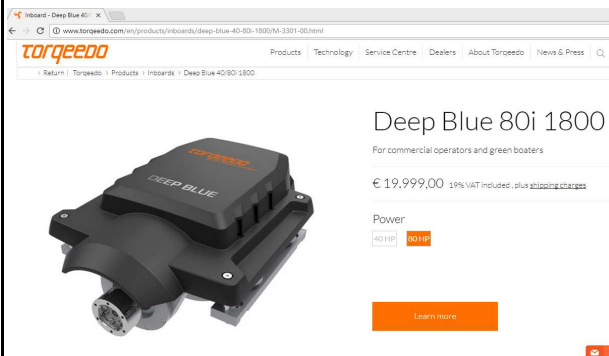 Inboard - Deep Blue 40/
www.torqeedo.com/en/products/inboards/deep-blue-40-80i-1800/M-3301-00.html
TORQEEDO
Products Technology Service Centre Dealers About Torqeedo News & Press
› Return | Torqeedo › Products › Inboards › Deep Blue 40/80i 1800
TORQEEDO
DEEP BLUE
Deep Blue 80i 1800
For commercial operators and green boaters
€ 19.999,00 19% VAT included , plus shipping charges
Power
40 HP 80 HP
Learn more